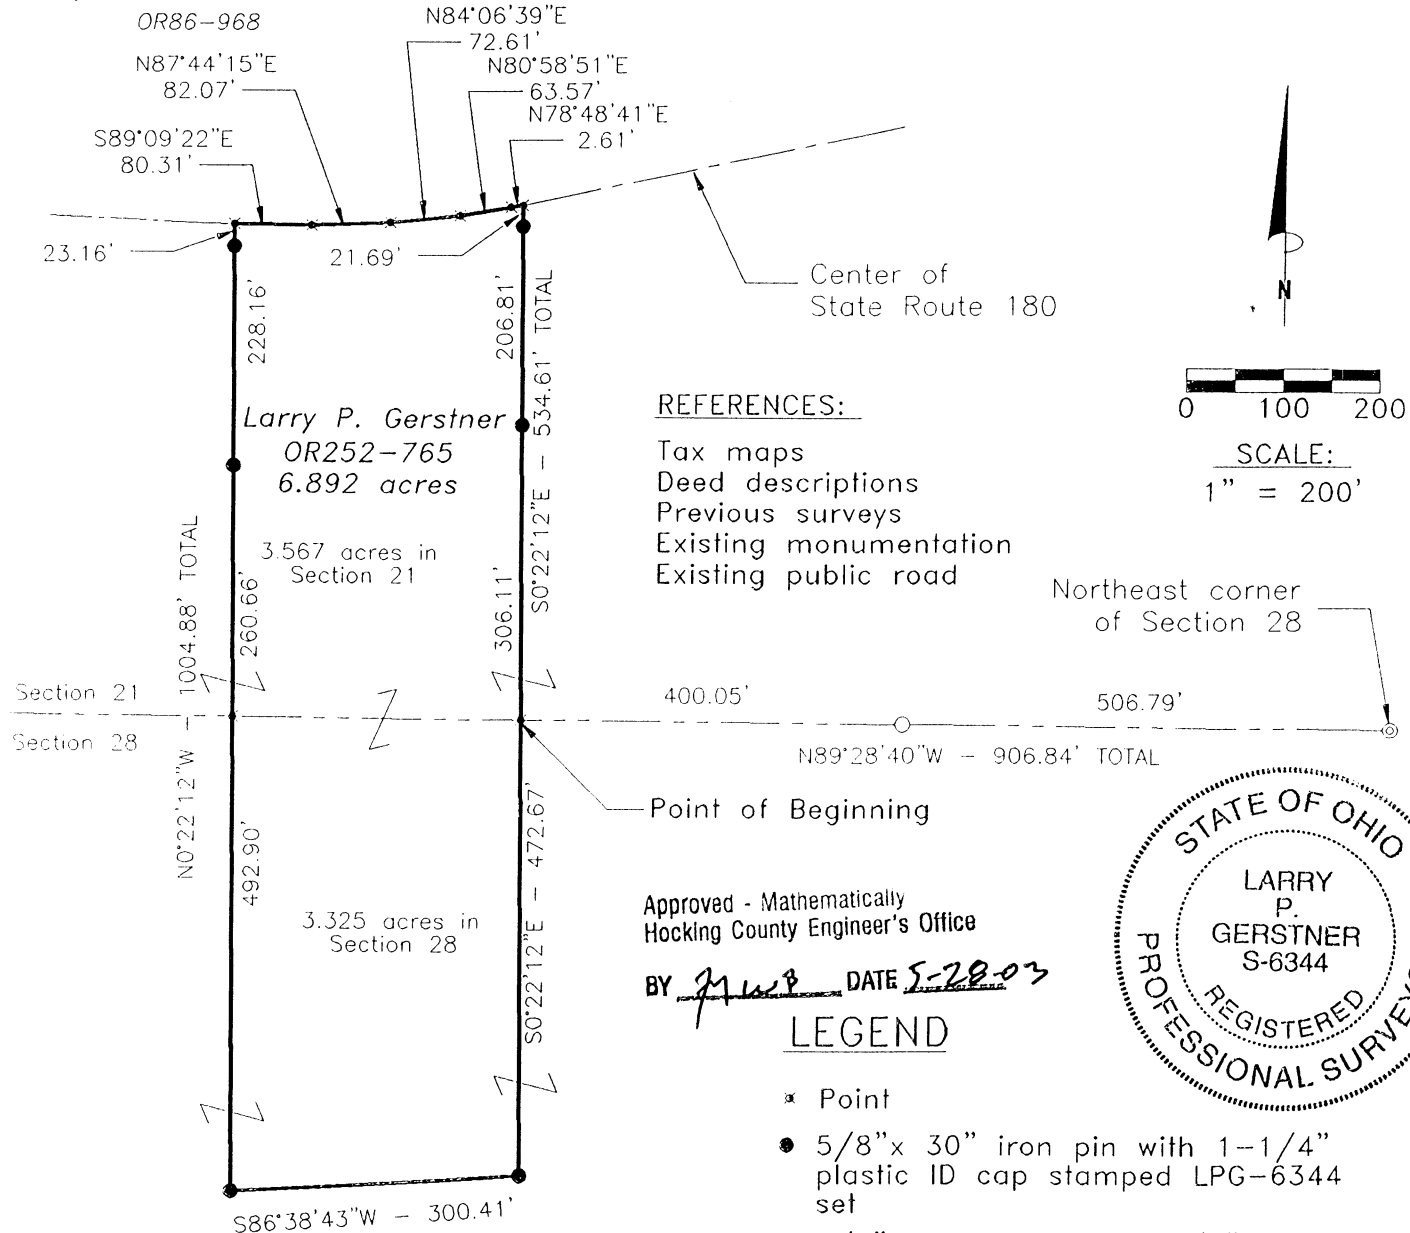 OR86-968
N84°06'39"E
72.61'
N87°44'15"E
82.07'
N80°58'51"E
63.57'
N78°48'41"E
2.61'
S89°09'22"E
80.31'
23.16'
21.69'
Center of
State Route 180
N
0 100 200
SCALE:
1" = 200'
228.16'
206.81'
S0°22'12"E - 534.61' TOTAL
Larry P. Gerstner
OR252-765
6.892 acres
REFERENCES:
Tax maps
Deed descriptions
Previous surveys
Existing monumentation
Existing public road
3.567 acres in
Section 21
260.66'
306.11'
N0°22'12"W - 1004.88' TOTAL
Northeast corner
of Section 28
Section 21
Section 28
400.05'
506.79'
N89°28'40"W - 906.84' TOTAL
Point of Beginning
492.90'
S0°22'12"E - 472.67'
3.325 acres in
Section 28
Approved - Mathematically
Hocking County Engineer's Office
BY DATE 5-28-03
STATE OF OHIO
LARRY
P.
GERSTNER
S-6344
REGISTERED
PROFESSIONAL SURVEYO
LEGEND
Point
5/8"x 30" iron pin with 1-1/4"
plastic ID cap stamped LPG-6344
set
S86°38'43"W - 300.41'